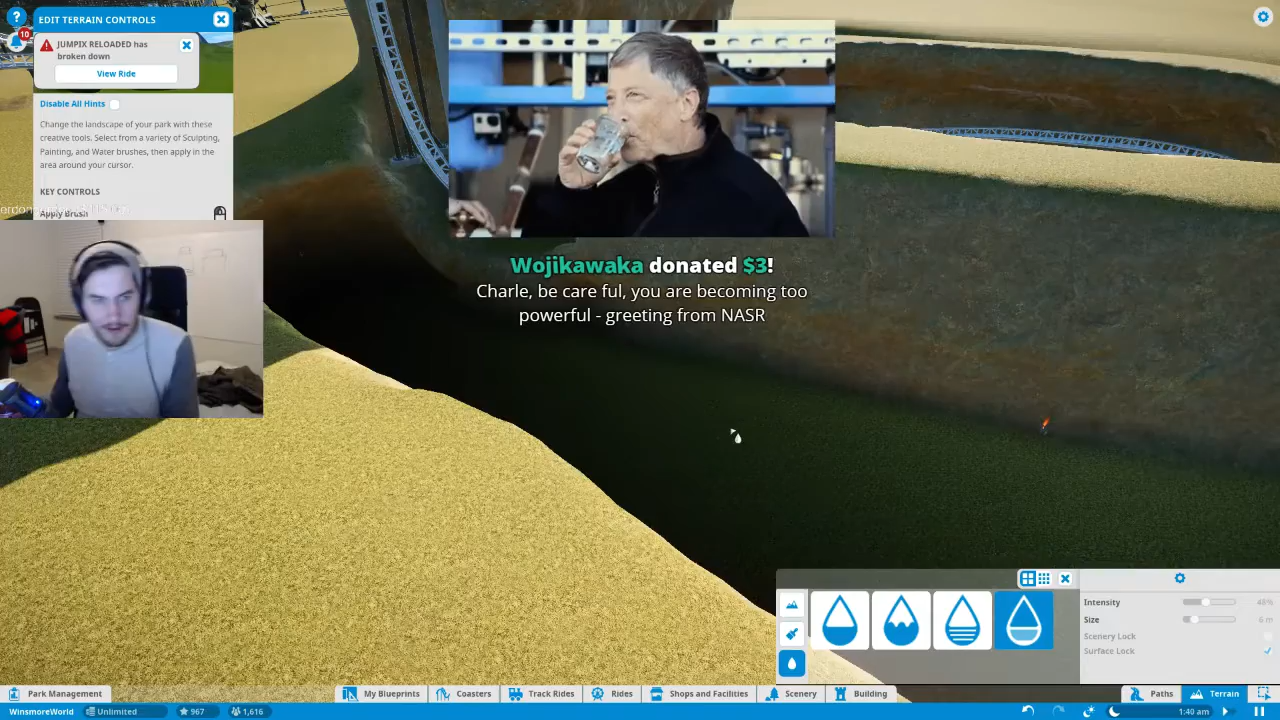 EDIT TERRAIN CONTROLS
10
JUMPIX RELOADED has
broken down
View Ride
Disable All Hints
Change the landscape of your park with these
creative tools. Select from a variety of Sculpting,
Painting, and Water brushes, then apply in the
area around your cursor.
KEY CONTROLS
Apply Brush
Wojikawaka donated $3!
Charle, be care ful, you are becoming too
powerful - greeting from NASR
Intensity 48%
Size 6 m
Scenery Lock
Surface Lock
Park Management
My Blueprints
Coasters
Track Rides
Rides
Shops and Facilities
Scenery
Building
Paths
Terrain
WinsmoreWorld
Unlimited
967
1,616
1:40 am